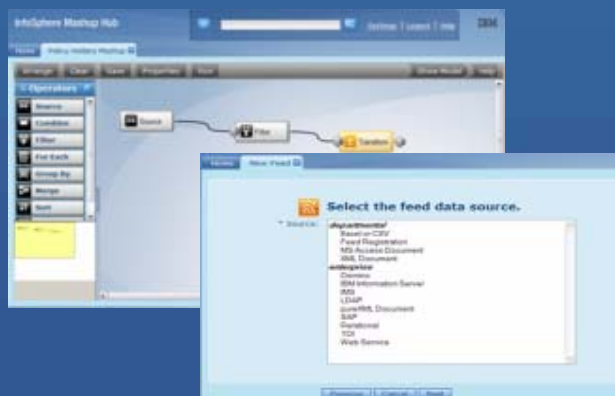 InfoSphere Mashup Hub
Settings | Logout | Help
IBM
Home
Policy Holders Mashup
Arrange
Clear
Save
Properties
Show Model
Help
Operators
Source
Combine
Filter
For Each
Group By
Merge
Sort
Source
Filter
Transform
Home
New Feed
Select the feed data source.
* Source:
departmental
Excel or CSV
Feed Registration
MS Access Document
XML Document
enterprise
Domino
IBM Information Server
IMS
LDAP
pureXML Document
SAP
Relational
TDI
Web Service
Previous
Cancel
Next